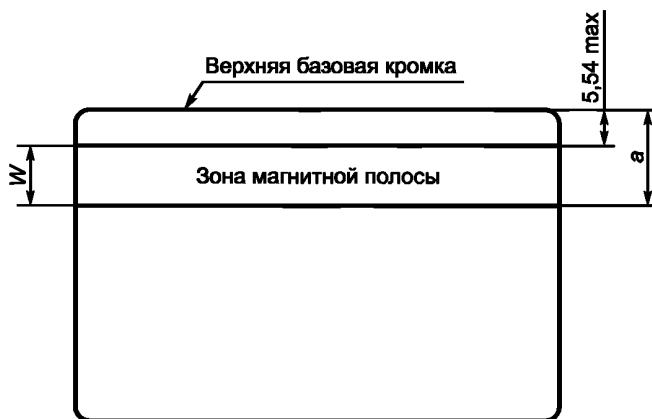 Верхняя базовая кромка
5,54 max
a
W
Зона магнитной полосы